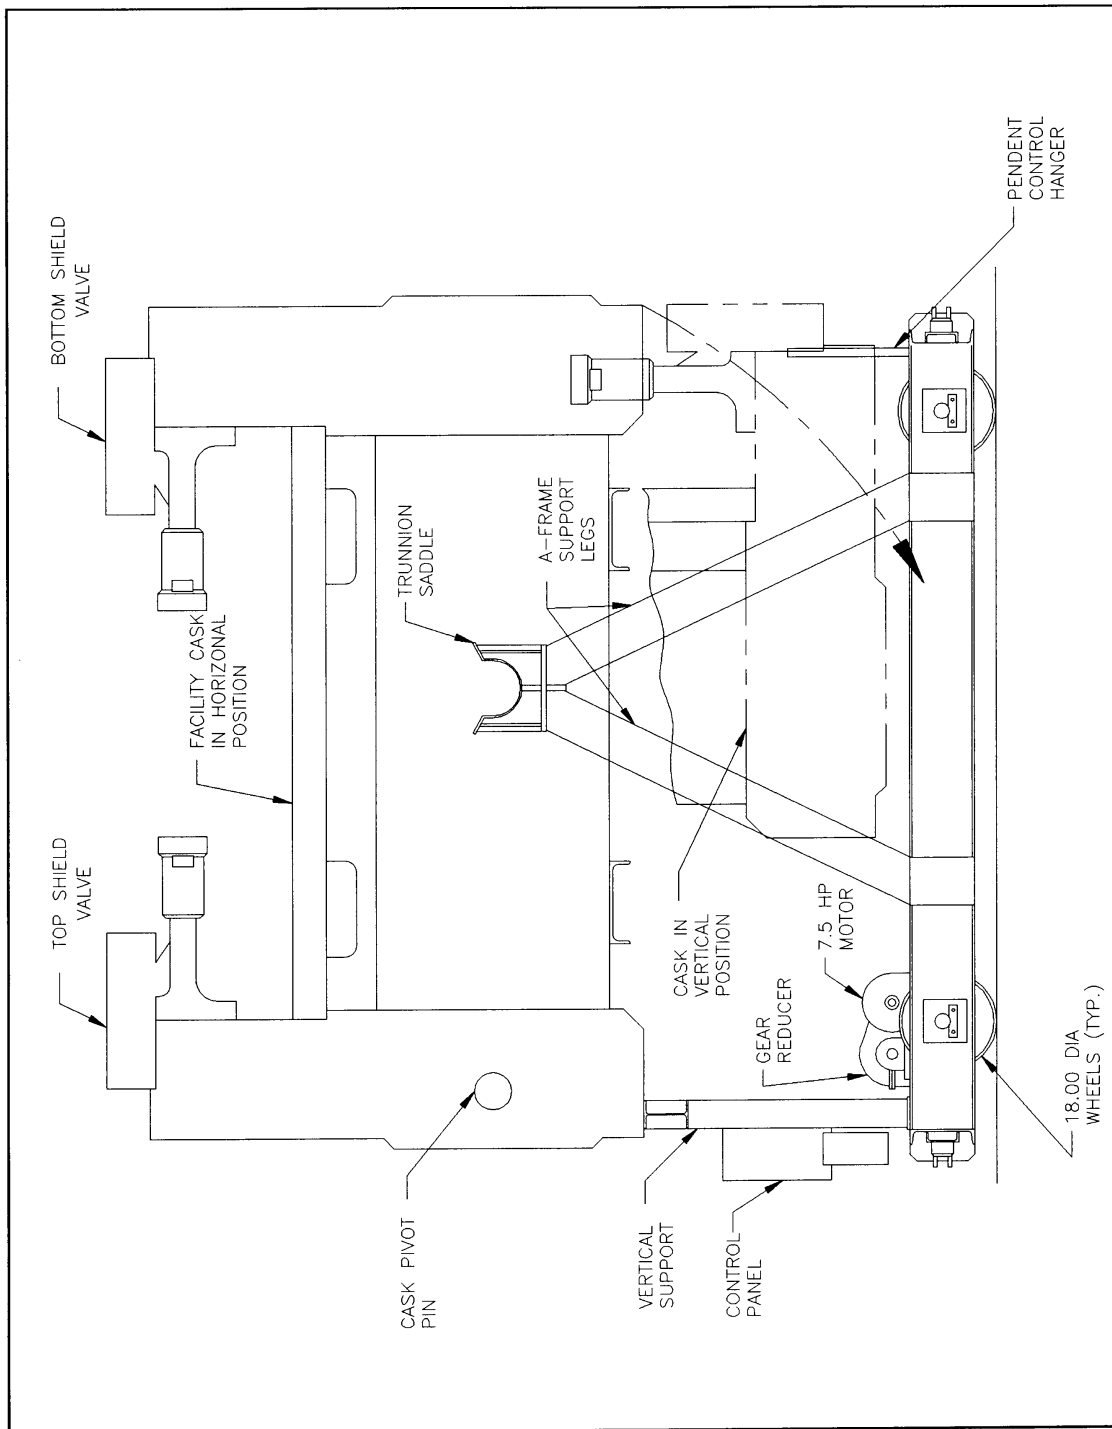 TOP SHIELD
VALVE
BOTTOM SHIELD
VALVE
FACILITY CASK
IN HORIZONAL
POSITION
TRUNNION
SADDLE
CASK PIVOT
PIN
A-FRAME
SUPPORT
LEGS
CASK IN
VERTICAL
POSITION
VERTICAL
SUPPORT
CONTROL
PANEL
GEAR
REDUCER
7.5 HP
MOTOR
PENDENT
CONTROL
HANGER
18.00 DIA
WHEELS (TYP.)